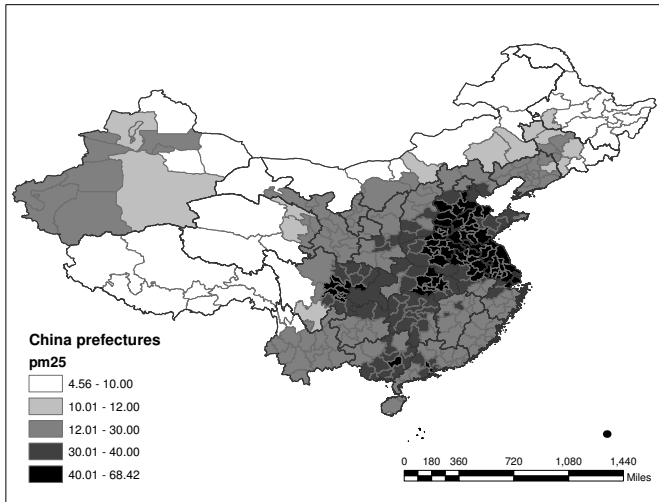 China prefectures
pm25
4.56 - 10.00
10.01 - 12.00
12.01 - 30.00
30.01 - 40.00
40.01 - 68.42
0 180 360 720 1,080 1,440
Miles